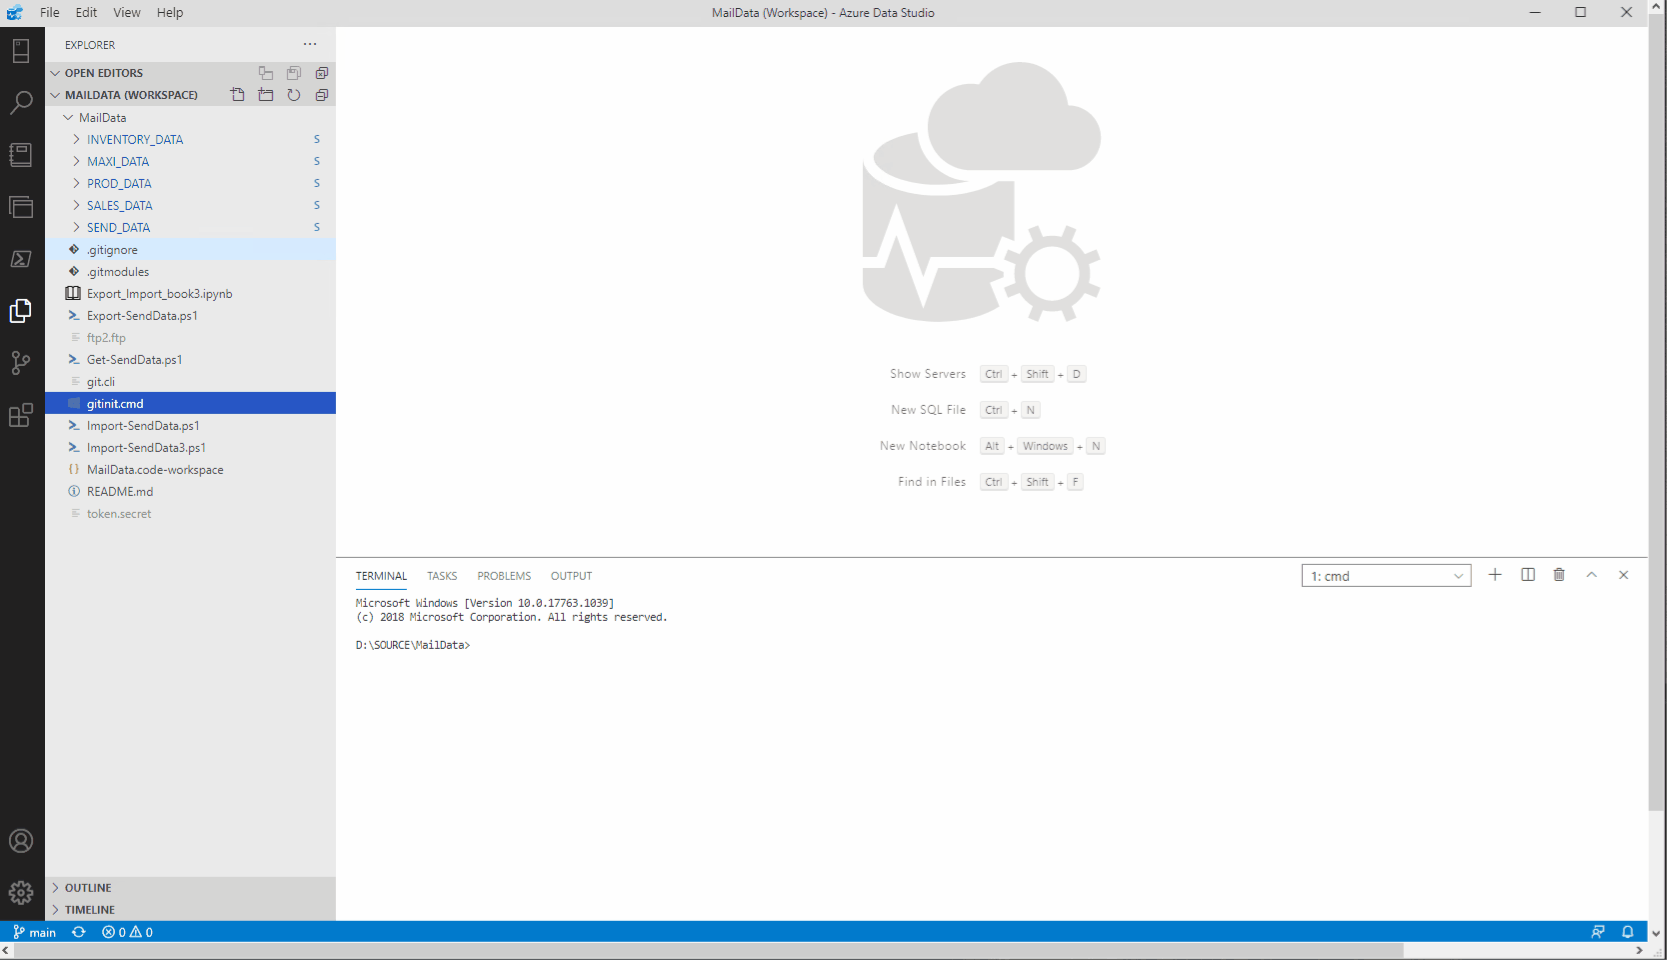 File Edit View Help
MailData (Workspace) - Azure Data Studio
EXPLORER
OPEN EDITORS
MAILDATA (WORKSPACE)
MailData
INVENTORY_DATA S
MAXI_DATA S
PROD_DATA S
SALES_DATA S
SEND_DATA S
.gitignore
.gitmodules
Export_Import_book3.ipynb
Export-SendData.ps1
ftp2.ftp
Get-SendData.ps1
git.cli
gitinit.cmd
Import-SendData.ps1
Import-SendData3.ps1
MailData.code-workspace
README.md
token.secret
OUTLINE
TIMELINE
Show Servers Ctrl + Shift + D
New SQL File Ctrl + N
New Notebook Alt + Windows + N
Find in Files Ctrl + Shift + F
TERMINAL TASKS PROBLEMS OUTPUT
1: cmd
Microsoft Windows [Version 10.0.17763.1039]
(c) 2018 Microsoft Corporation. All rights reserved.
D:\SOURCE\MailData>
main 0 0